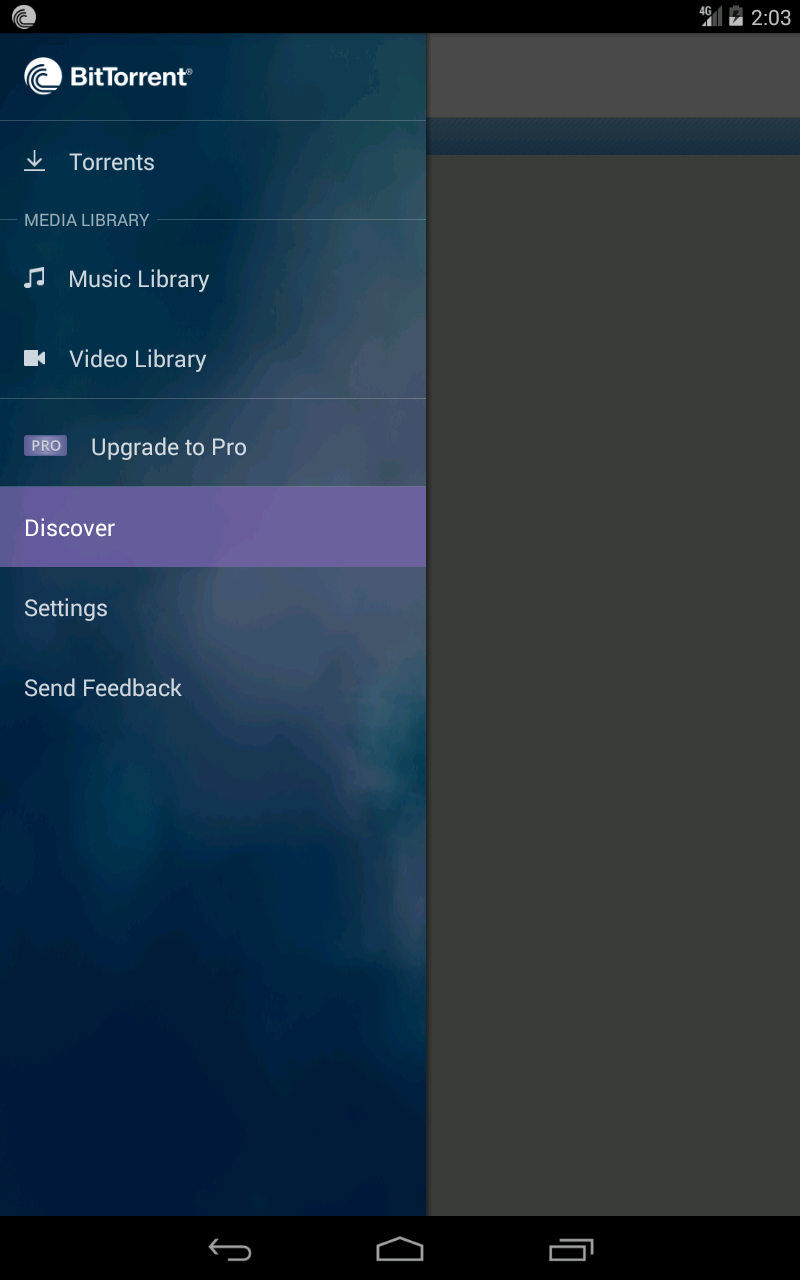 4G 2:03
BitTorrent®
Torrents
MEDIA LIBRARY
Music Library
Video Library
PRO Upgrade to Pro
Discover
Settings
Send Feedback